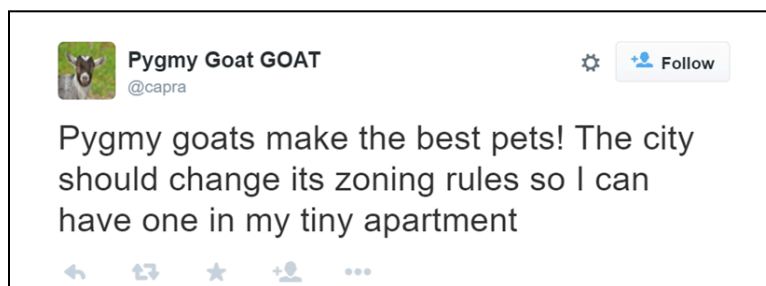 Pygmy Goat GOAT
@capra
Follow
Pygmy goats make the best pets! The city
should change its zoning rules so I can
have one in my tiny apartment